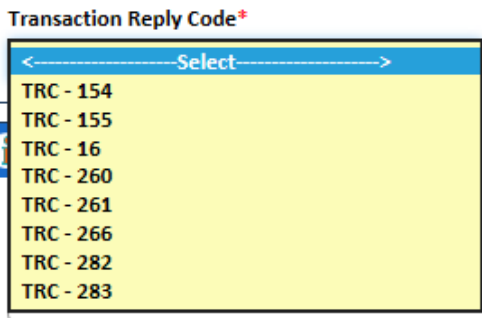 Transaction Reply Code*
<--------------------Select-------------------->
TRC - 154
TRC - 155
TRC - 16
TRC - 260
TRC - 261
TRC - 266
TRC - 282
TRC - 283